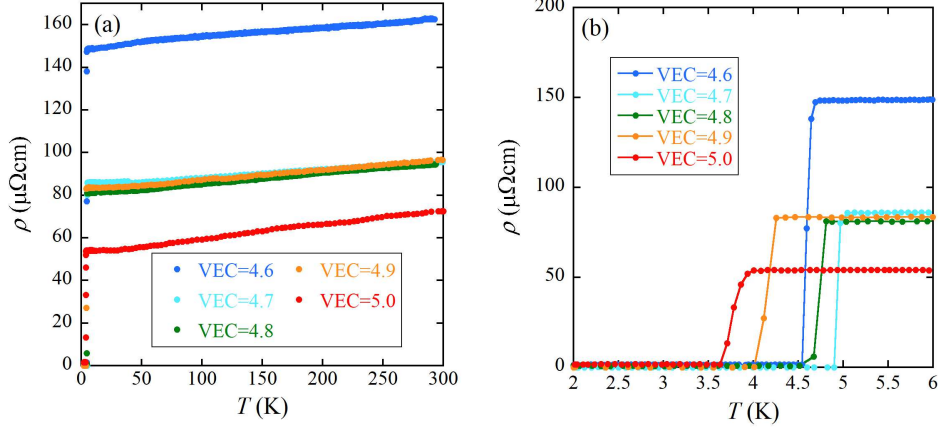 (a)
160
140
120
100
80
60
40
20
0
ρ (μΩcm)
VEC=4.6 VEC=4.9
VEC=4.7 VEC=5.0
VEC=4.8
0 50 100 150 200 250 300
T (K)
(b)
200
150
100
50
0
ρ (μΩcm)
VEC=4.6
VEC=4.7
VEC=4.8
VEC=4.9
VEC=5.0
2 2.5 3 3.5 4 4.5 5 5.5 6
T (K)